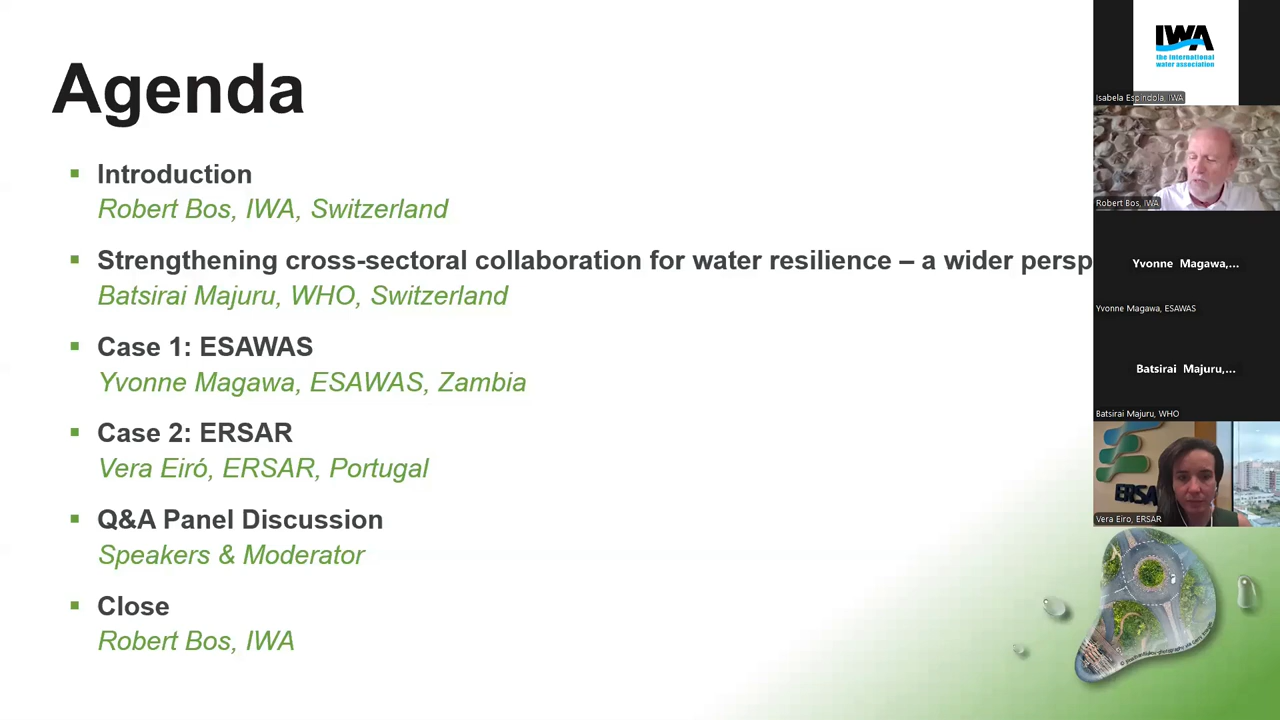 Agenda
Introduction
Robert Bos, IWA, Switzerland
Strengthening cross-sectoral collaboration for water resilience – a wider persp
Batsirai Majuru, WHO, Switzerland
Case 1: ESAWAS
Yvonne Magawa, ESAWAS, Zambia
Case 2: ERSAR
Vera Eiró, ERSAR, Portugal
Q&A Panel Discussion
Speakers & Moderator
Close
Robert Bos, IWA
IWA
the international
water association
Isabela Espindola, IWA
Robert Bos, IWA
Yvonne Magawa,...
Yvonne Magawa, ESAWAS
Batsirai Majuru,...
Batsirai Majuru, WHO
ERSA
Vera Eiro, ERSAR